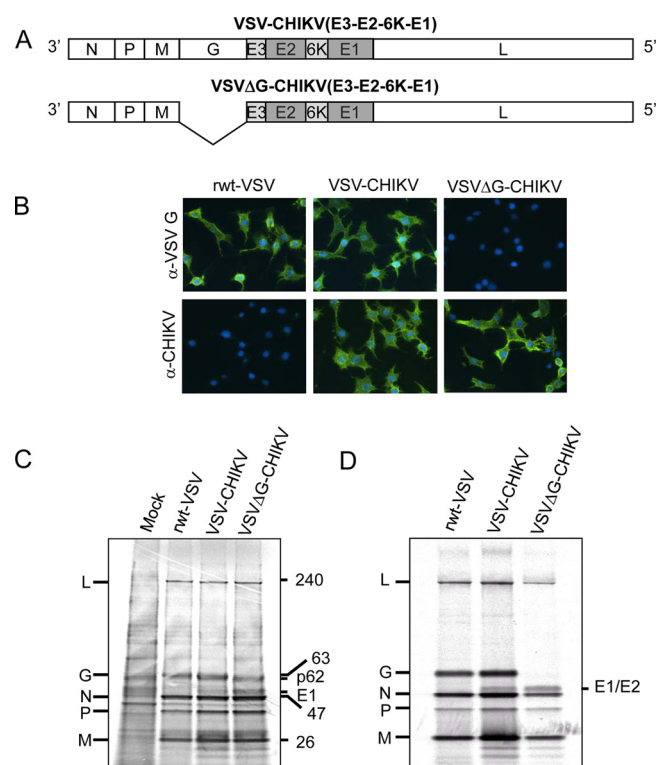 A
VSV-CHIKV(E3-E2-6K-E1)
3’ N P M G E3 E2 6K E1 L 5’
VSVΔG-CHIKV(E3-E2-6K-E1)
3’ N P M E3 E2 6K E1 L 5’
B
rwt-VSV VSV-CHIKV VSVΔG-CHIKV
α-VSV G
α-CHIKV
C
Mock rwt-VSV VSV-CHIKV VSVΔG-CHIKV
L 240
63
G p62
N E1
P 47
M 26
D
rwt-VSV VSV-CHIKV VSVΔG-CHIKV
L
G
N E1/E2
P
M